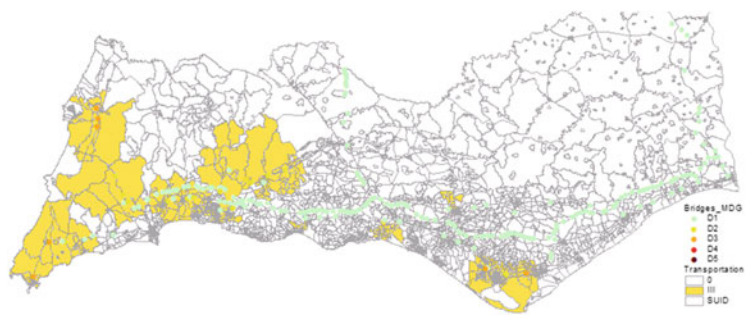 Bridges_MDG
D1
D2
D3
D4
D5
Transportation
0
III
SUID